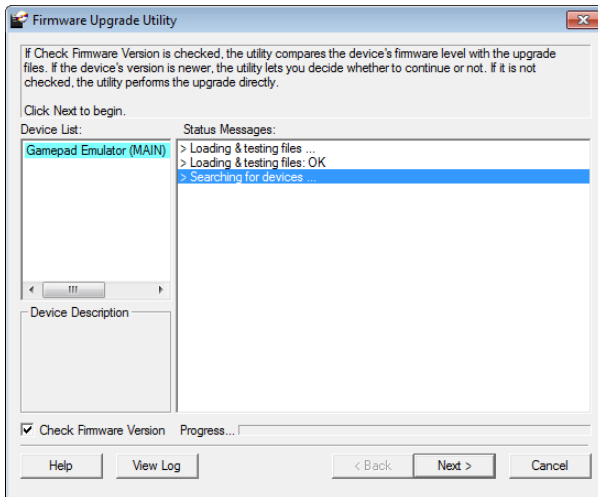 Firmware Upgrade Utility
If Check Firmware Version is checked, the utility compares the device's firmware level with the upgrade
files. If the device's version is newer, the utility lets you decide whether to continue or not. If it is not
checked, the utility performs the upgrade directly.
Click Next to begin.
Device List:
Status Messages:
Gamepad Emulator (MAIN)
> Loading & testing files ...
> Loading & testing files: OK
> Searching for devices ...
Device Description
Check Firmware Version
Progress...
Help
View Log
< Back
Next >
Cancel